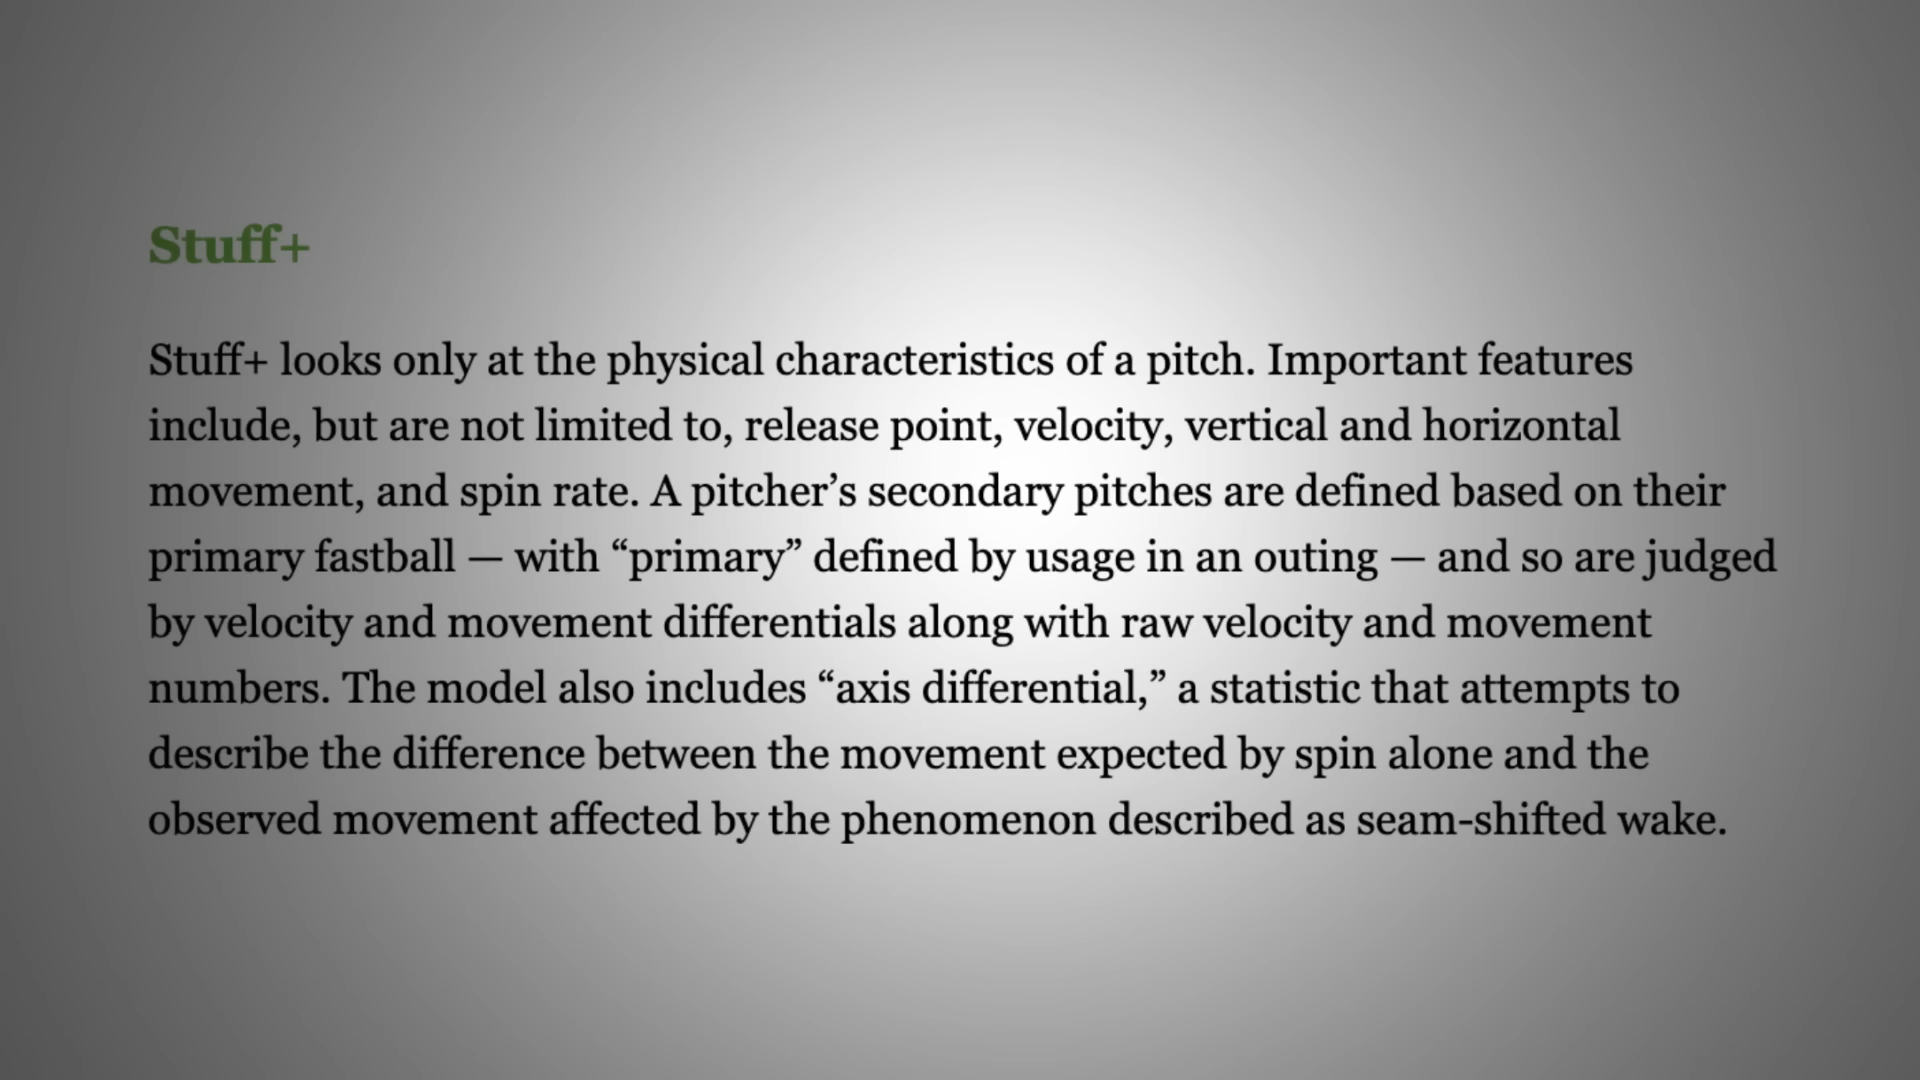 Stuff+
Stuff+ looks only at the physical characteristics of a pitch. Important features
include, but are not limited to, release point, velocity, vertical and horizontal
movement, and spin rate. A pitcher’s secondary pitches are defined based on their
primary fastball — with “primary” defined by usage in an outing — and so are judged
by velocity and movement differentials along with raw velocity and movement
numbers. The model also includes “axis differential,” a statistic that attempts to
describe the difference between the movement expected by spin alone and the
observed movement affected by the phenomenon described as seam-shifted wake.